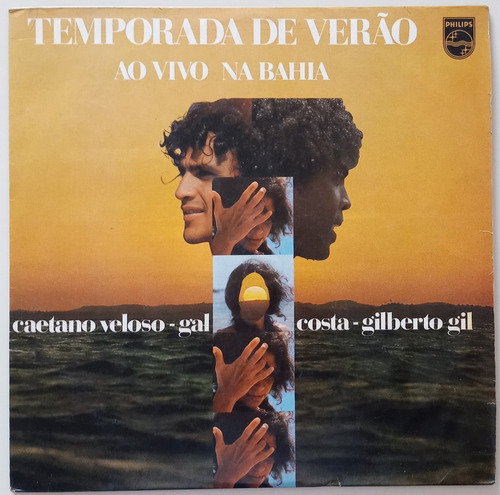 TEMPORADA DE VERÃO
PHILIPS
AO VIVO NA BAHIA
caetano veloso - gal costa - gilberto gil